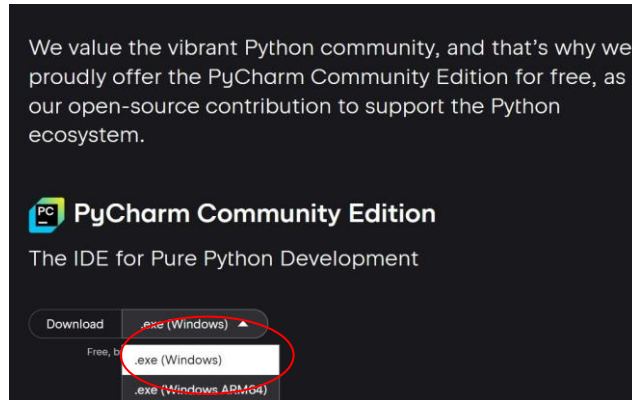 We value the vibrant Python community, and that's why we
proudly offer the PyCharm Community Edition for free, as
our open-source contribution to support the Python
ecosystem.
PC PyCharm Community Edition
The IDE for Pure Python Development
Download .exe (Windows)
Free, b
.exe (Windows)
.exe (Windows ARM64)